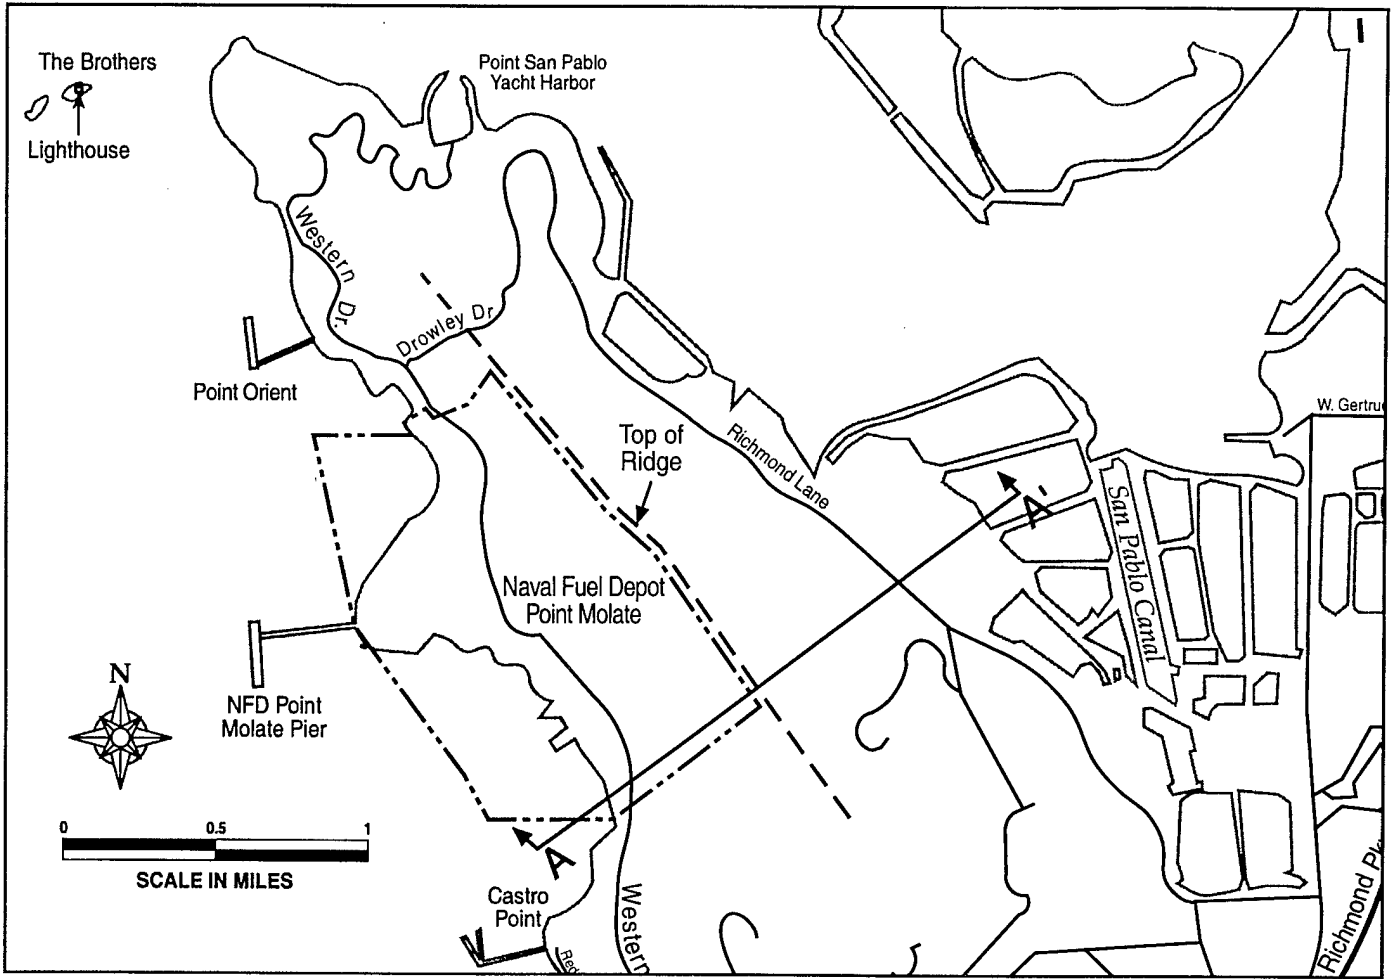 The Brothers
Lighthouse
Point San Pablo
Yacht Harbor
Western Dr.
Drowley Dr
Point Orient
Top of
Ridge
Richmond Lane
W. Gertru
A'
San Pablo Canal
Naval Fuel Depot
Point Molate
N
NFD Point
Molate Pier
0 0.5 1
SCALE IN MILES
A
Castro
Point
Western
Red
Richmond Pk